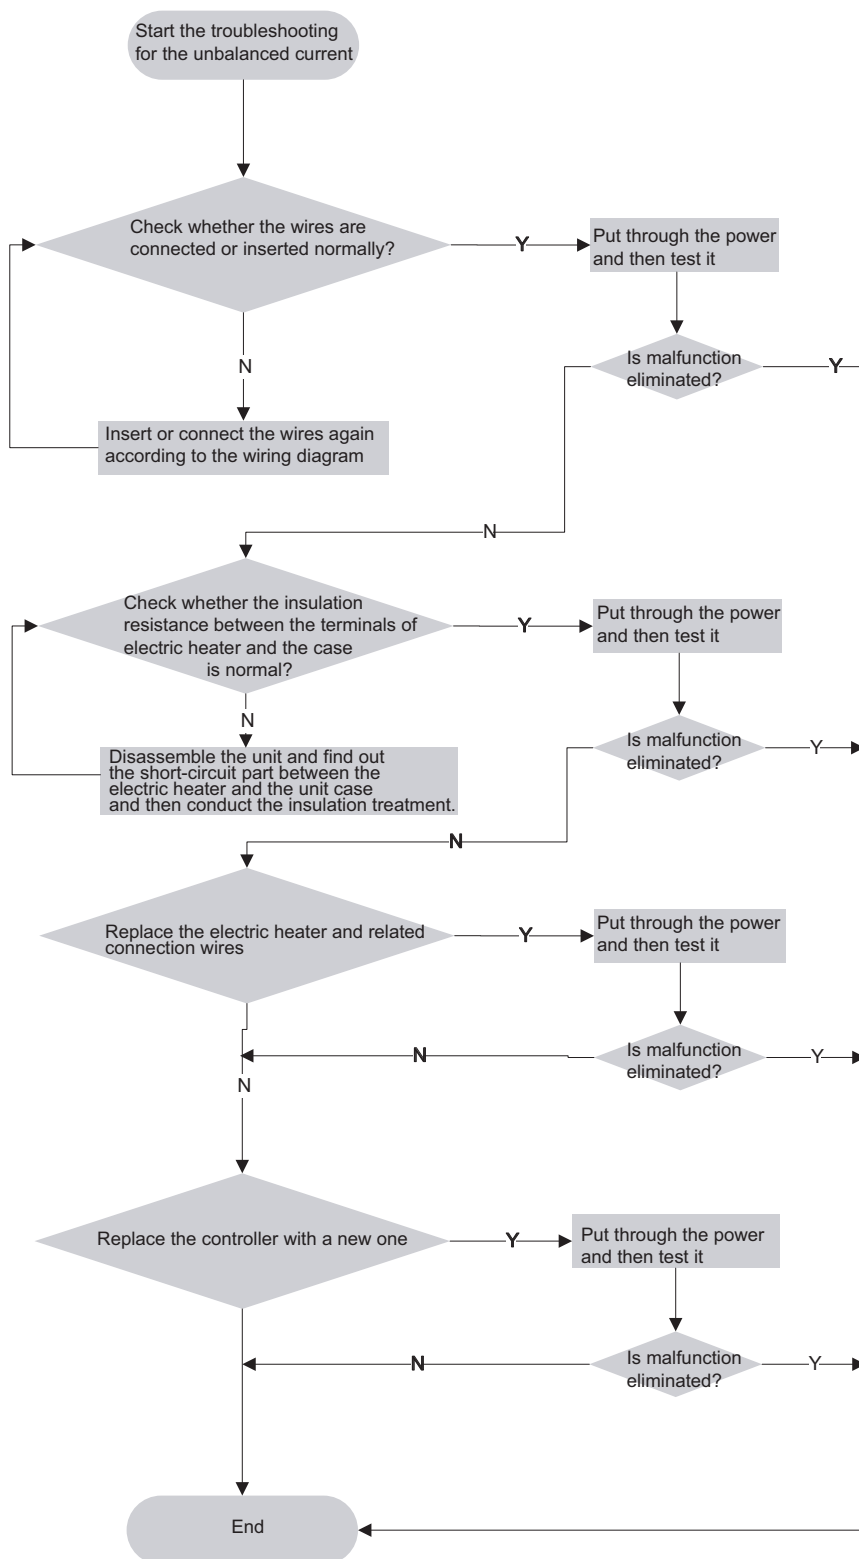 Start the troubleshooting
for the unbalanced current
Check whether the wires are
connected or inserted normally?
Y
Put through the power
and then test it
N
Is malfunction
eliminated?
Y
Insert or connect the wires again
according to the wiring diagram
N
Check whether the insulation
resistance between the terminals of
electric heater and the case
is normal?
Y
Put through the power
and then test it
N
Is malfunction
eliminated?
Y
Disassemble the unit and find out
the short-circuit part between the
electric heater and the unit case
and then conduct the insulation treatment.
N
Replace the electric heater and related
connection wires
Y
Put through the power
and then test it
N
Is malfunction
eliminated?
Y
N
Replace the controller with a new one
Y
Put through the power
and then test it
N
Is malfunction
eliminated?
Y
End